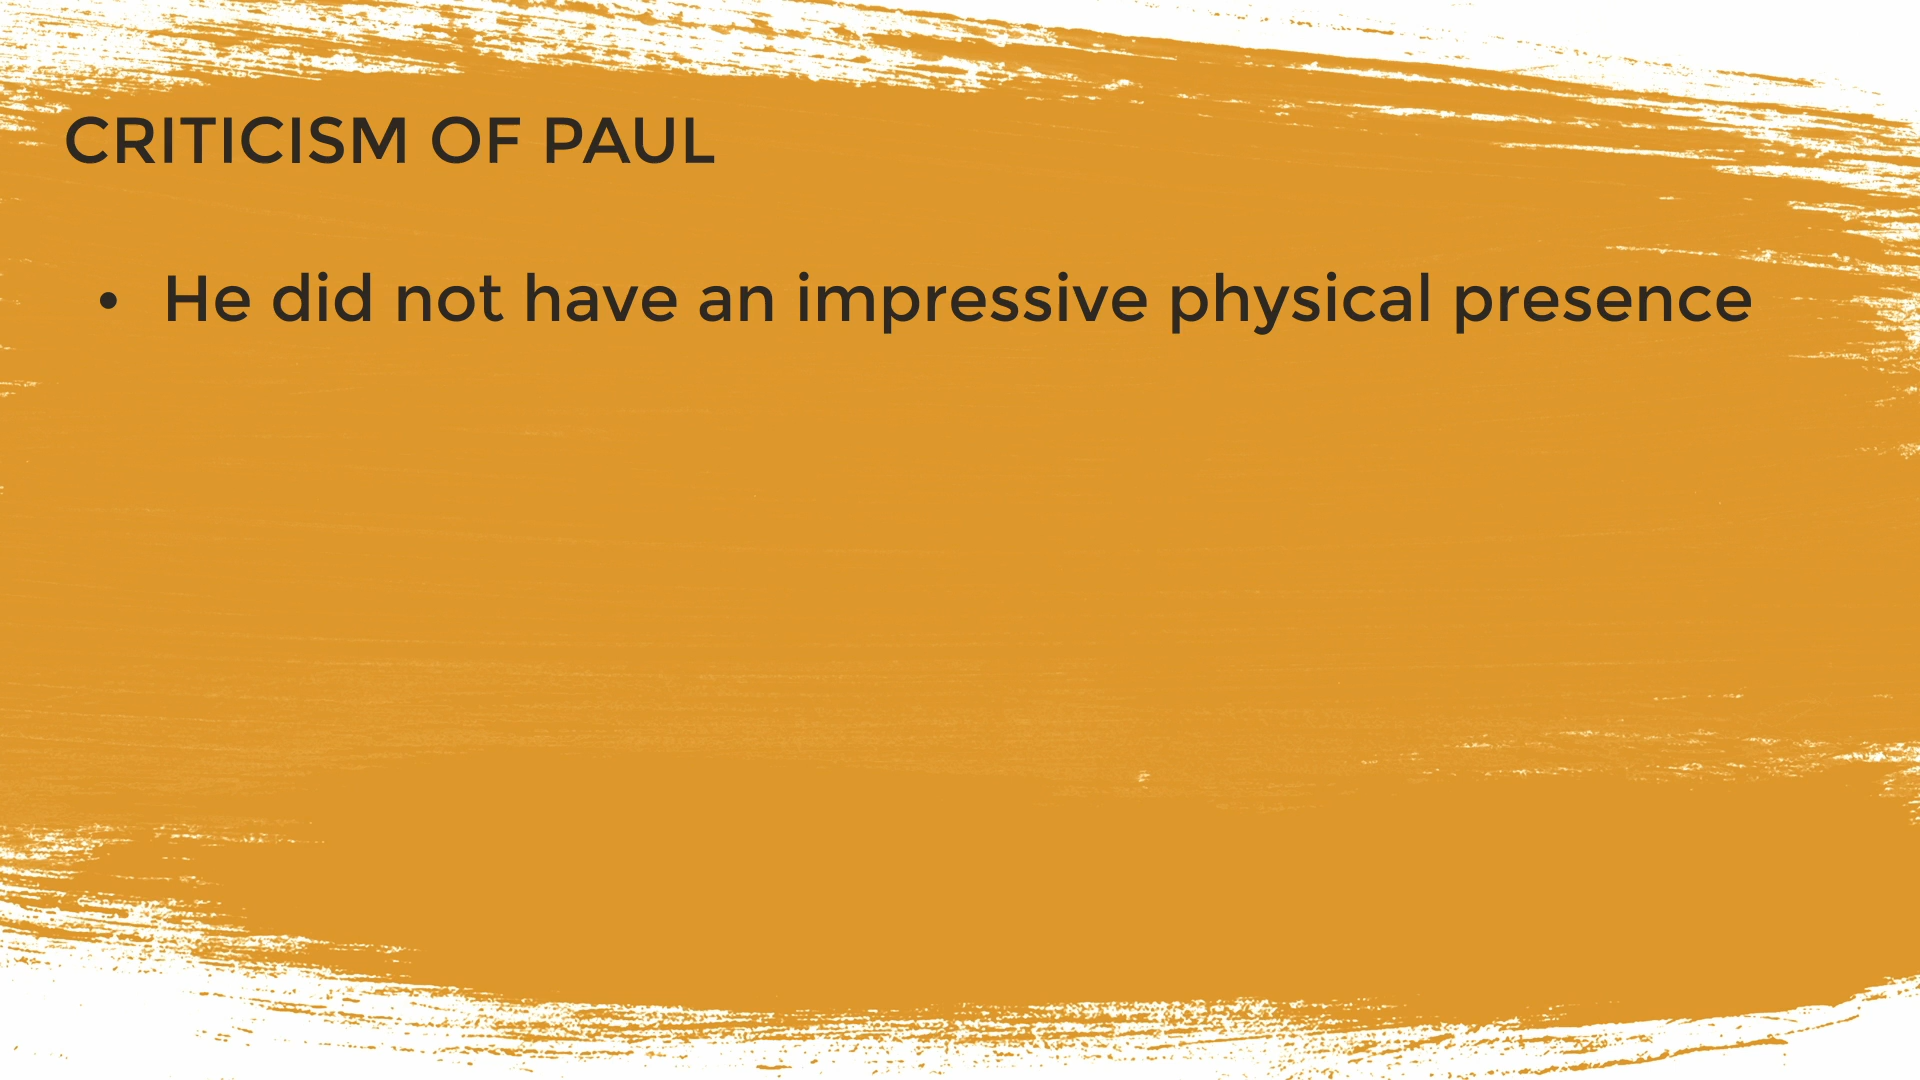 CRITICISM OF PAUL
• He did not have an impressive physical presence